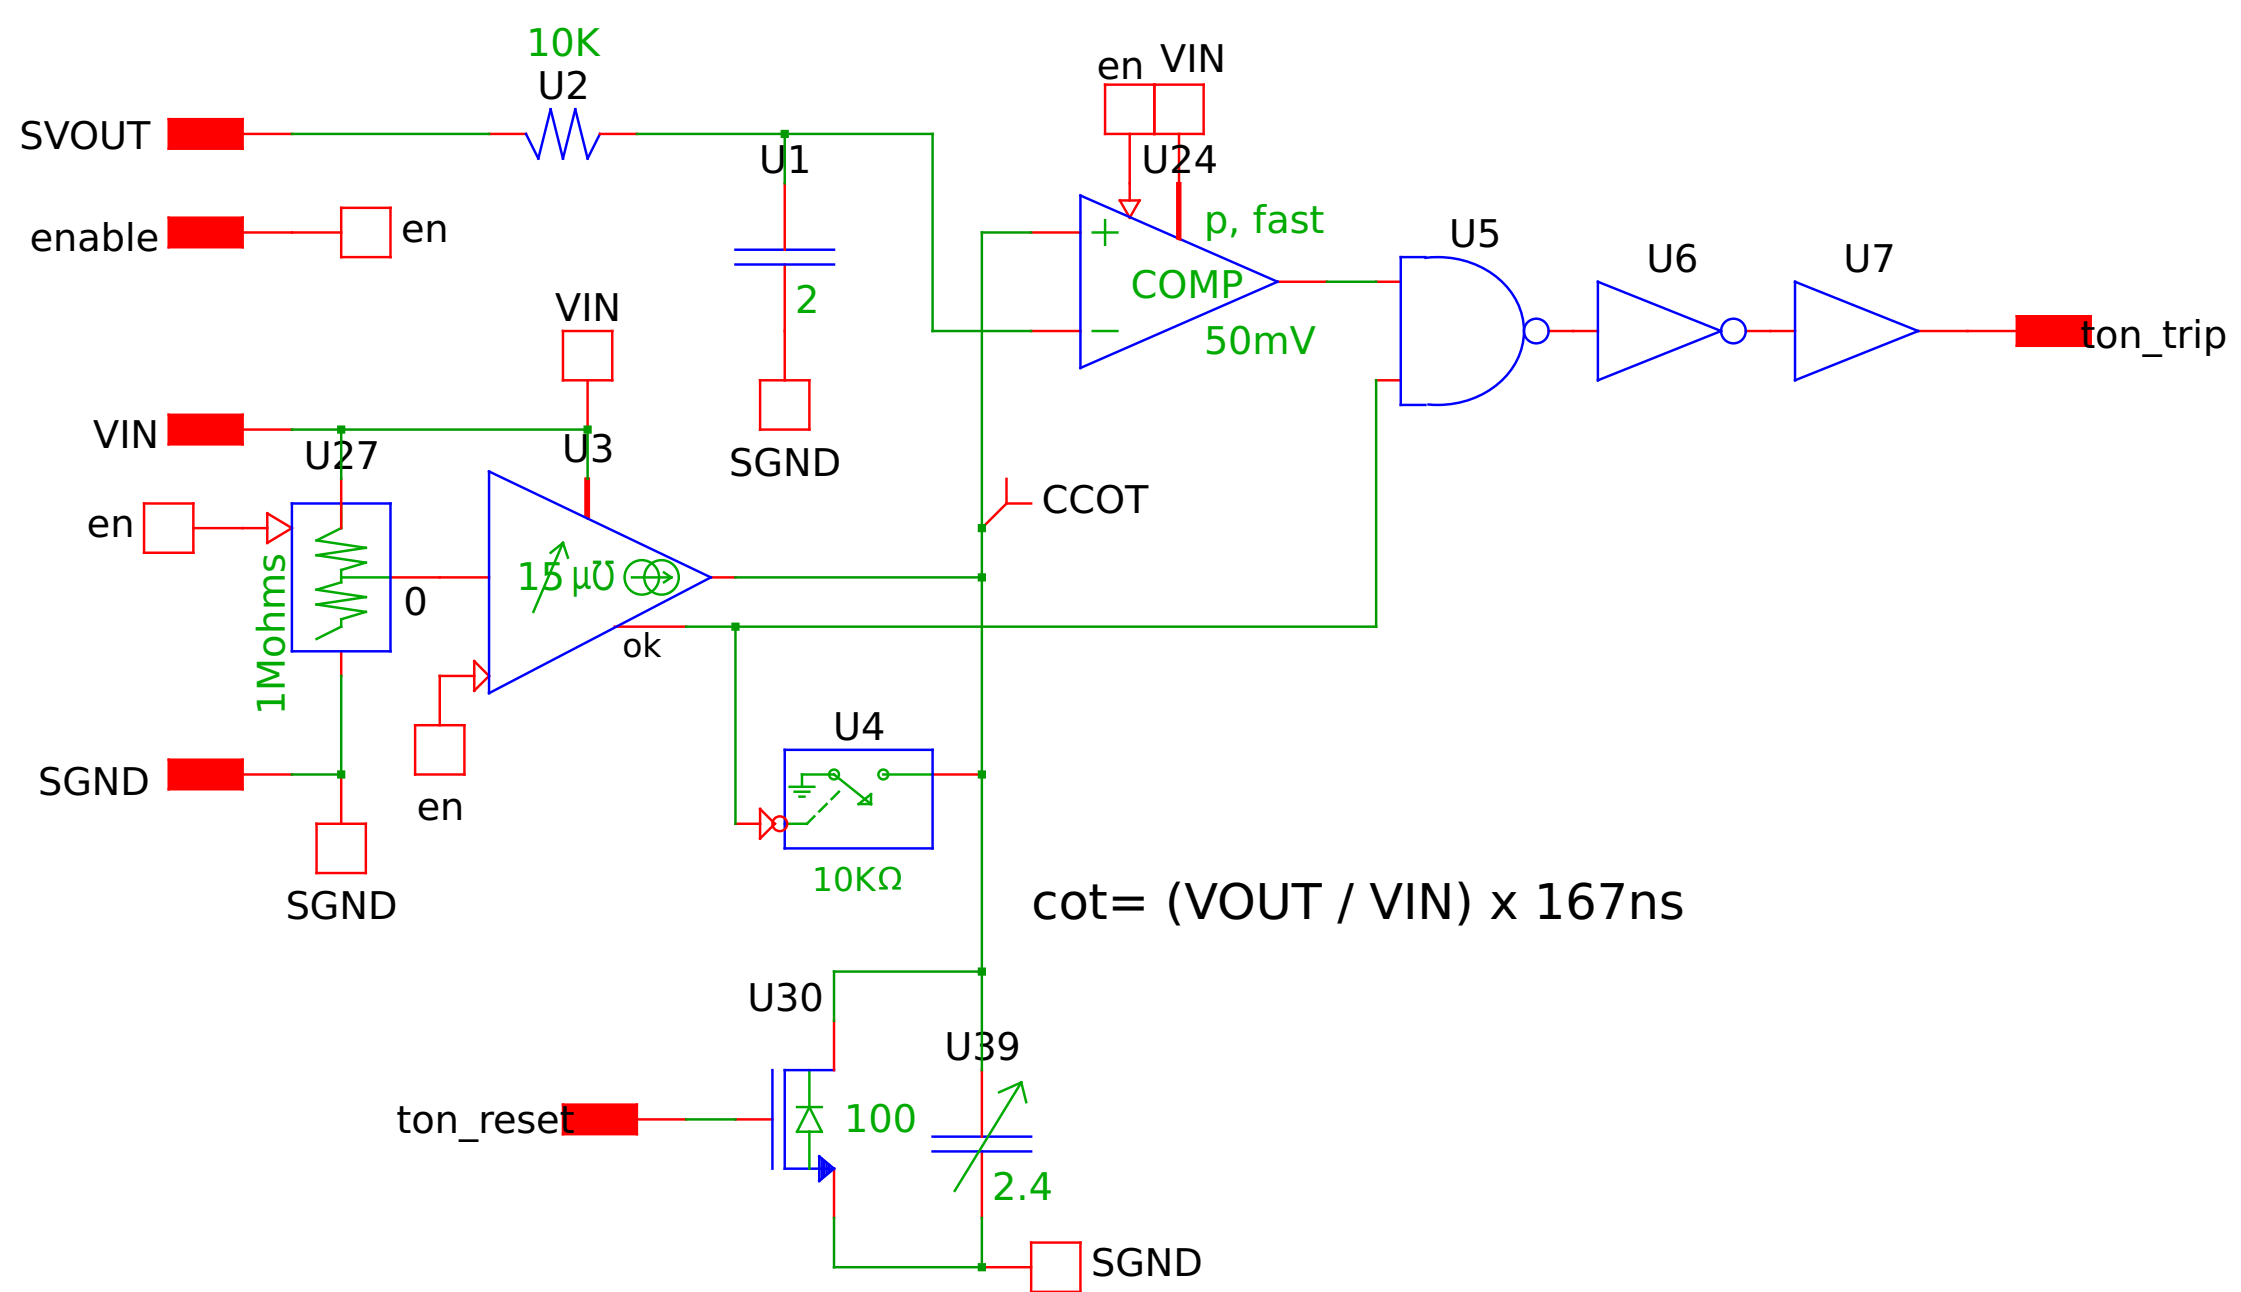 10K
U2
en
VIN
SVOUT
U1
U24
p, fast
enable
en
+
COMP
U5
U6
U7
2
VIN
−
50mV
ton_trip
VIN
U27
U3
SGND
en
CCOT
1Mohms
15 µ℧
0
ok
U4
SGND
en
10KΩ
SGND
cot= (VOUT / VIN) x 167ns
U30
U39
ton_reset
100
2.4
SGND